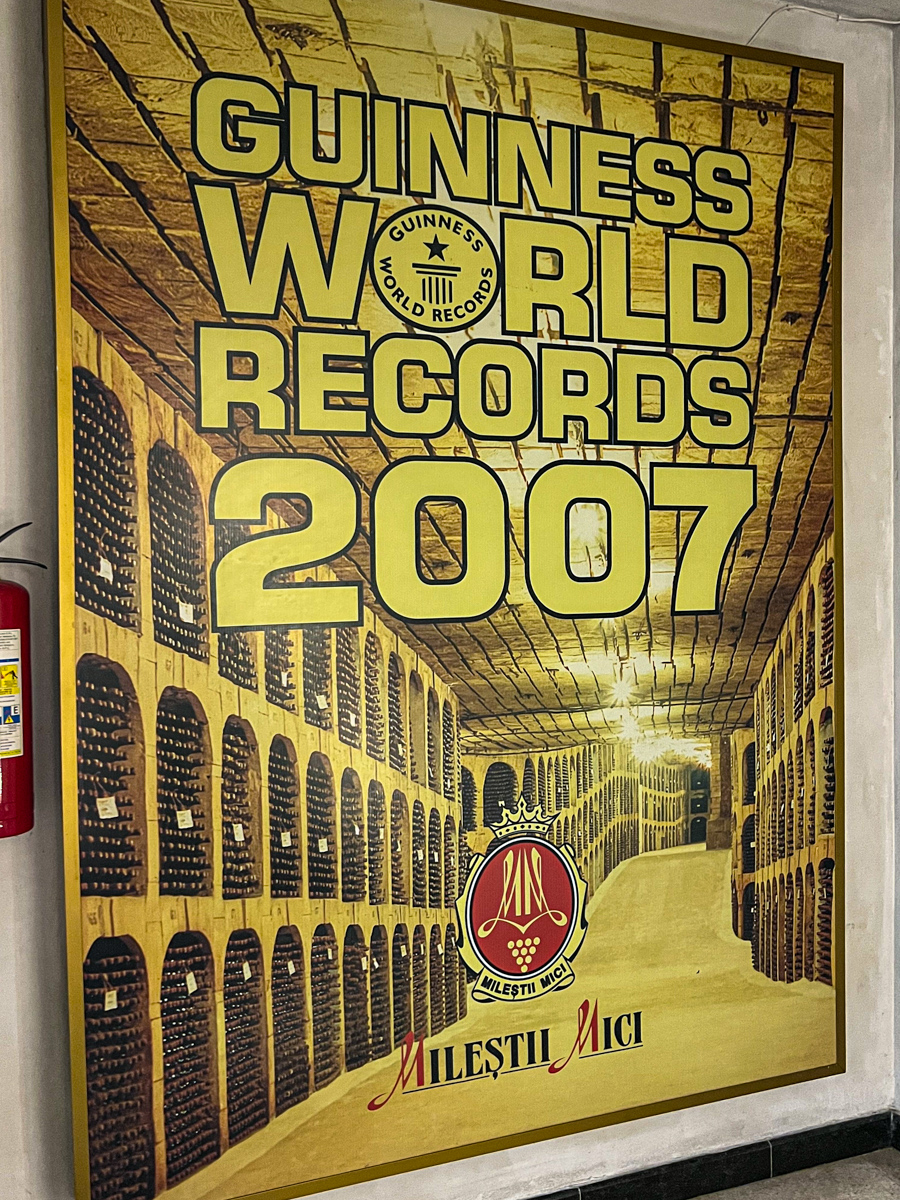 GUINNESS
WORLD
GUINNESS
WORLD RECORDS
RECORDS
2007
MILEȘTII MICI
MILEȘTII MICI